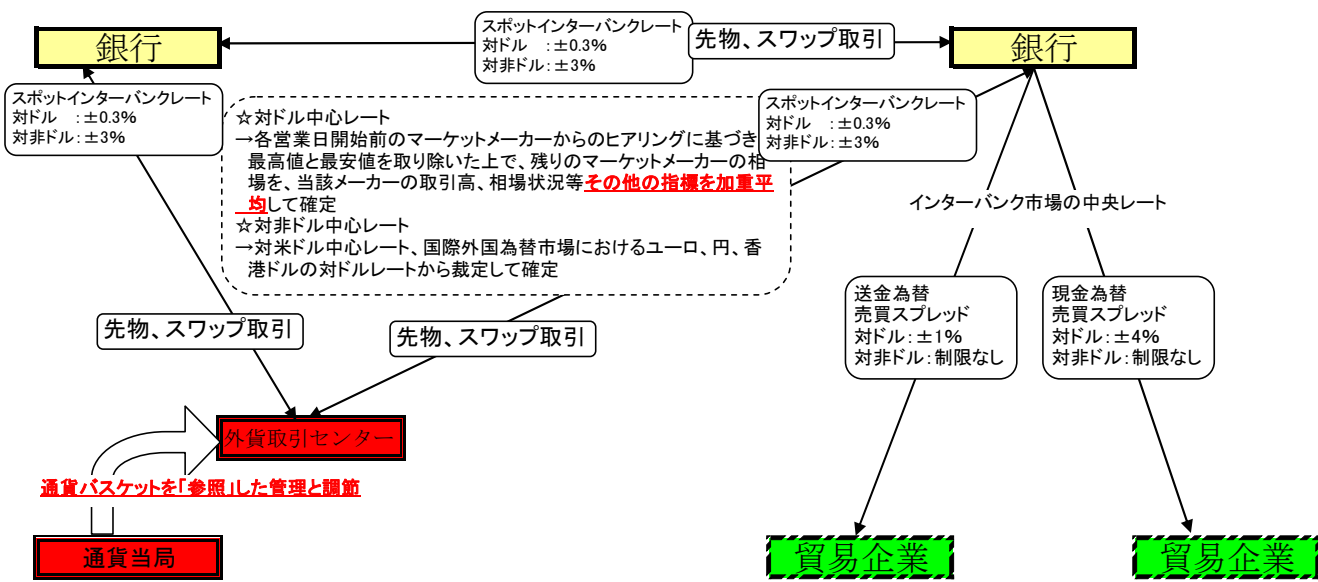 銀行
スポットインターバンクレート
対ドル　：±0.3%
対非ドル：±3%
先物、スワップ取引
銀行
スポットインターバンクレート
対ドル　：±0.3%
対非ドル：±3%
☆対ドル中心レート
→各営業日開始前のマーケットメーカーからのヒアリングに基づき
最高値と最安値を取り除いた上で、残りのマーケットメーカーの相
場を、当該メーカーの取引高、相場状況等その他の指標を加重平
均して確定
☆対非ドル中心レート
→対米ドル中心レート、国際外国為替市場におけるユーロ、円、香
港ドルの対ドルレートから裁定して確定
スポットインターバンクレート
対ドル　：±0.3%
対非ドル：±3%
インターバンク市場の中央レート
送金為替
売買スプレッド
対ドル：±1%
対非ドル：制限なし
現金為替
売買スプレッド
対ドル：±4%
対非ドル：制限なし
先物、スワップ取引
先物、スワップ取引
外貨取引センター
通貨バスケットを「参照」した管理と調節
通貨当局
貿易企業
貿易企業